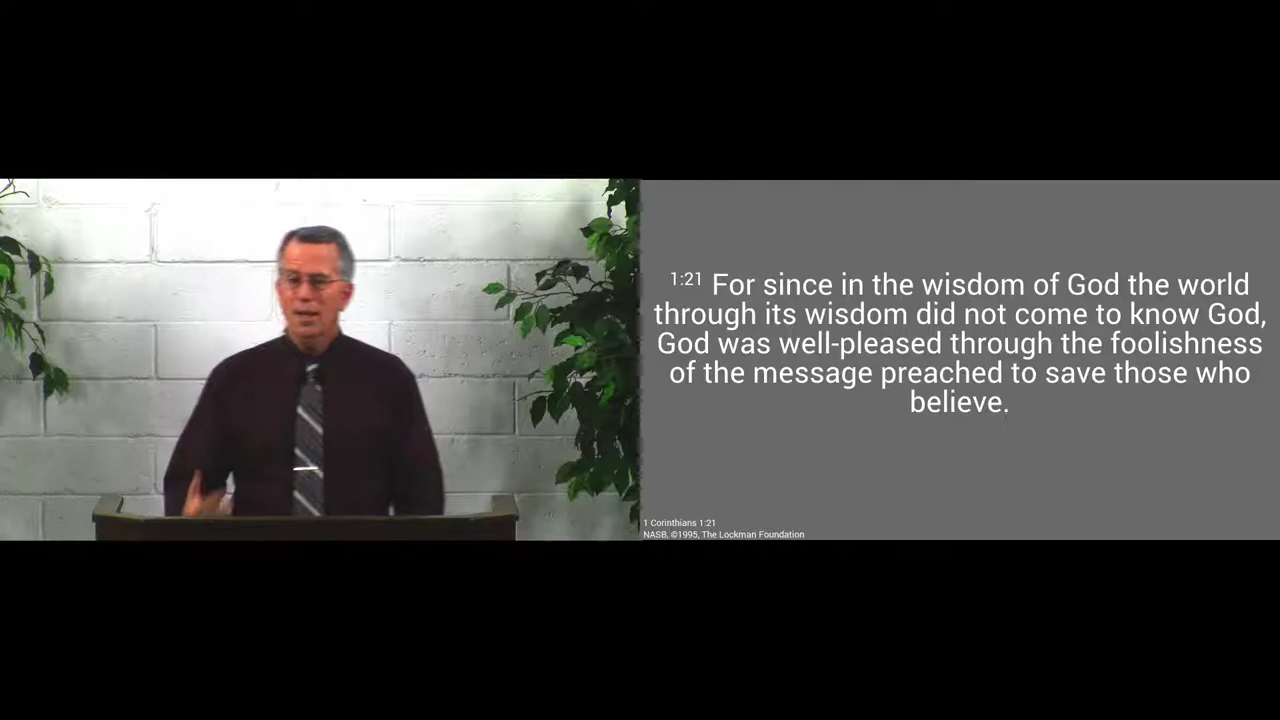 1:21 For since in the wisdom of God the world
through its wisdom did not come to know God,
God was well-pleased through the foolishness
of the message preached to save those who
believe.
1 Corinthians 1:21
NASB, ©1995, The Lockman Foundation